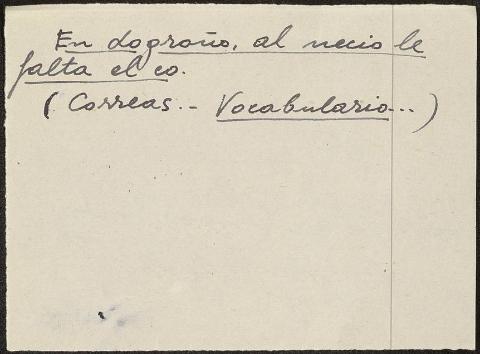 En Logroño, al necio le
falta el co.
(Correas.- Vocabulario...)